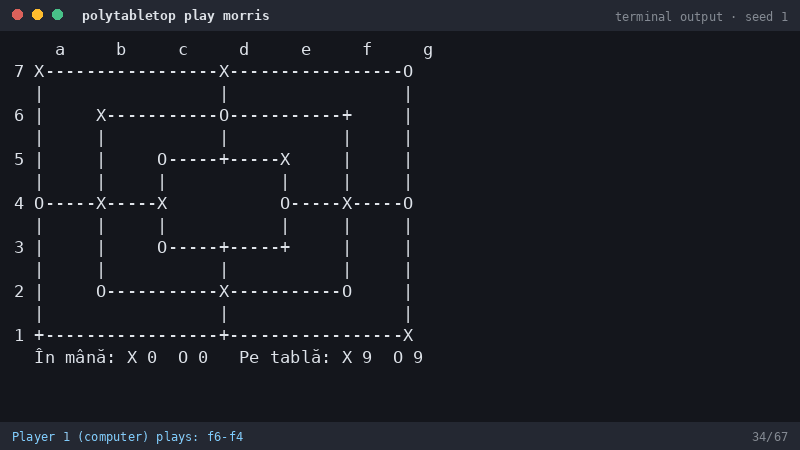 polytabletop play morris
terminal output · seed 1
    a     b     c     d     e     f     g
7 X-----------------X-----------------O
  |                 |                 |
6 |     X-----------O-----------+     |
  |     |           |           |     |
5 |     |     O-----+-----X     |     |
  |     |     |           |     |     |
4 O-----X-----X           O-----X-----O
  |     |     |           |     |     |
3 |     |     O-----+-----+     |     |
  |     |           |           |     |
2 |     O-----------X-----------O     |
  |                 |                 |
1 +-----------------+-----------------X
  În mână: X 0  O 0   Pe tablă: X 9  O 9
Player 1 (computer) plays: f6-f4
34/67